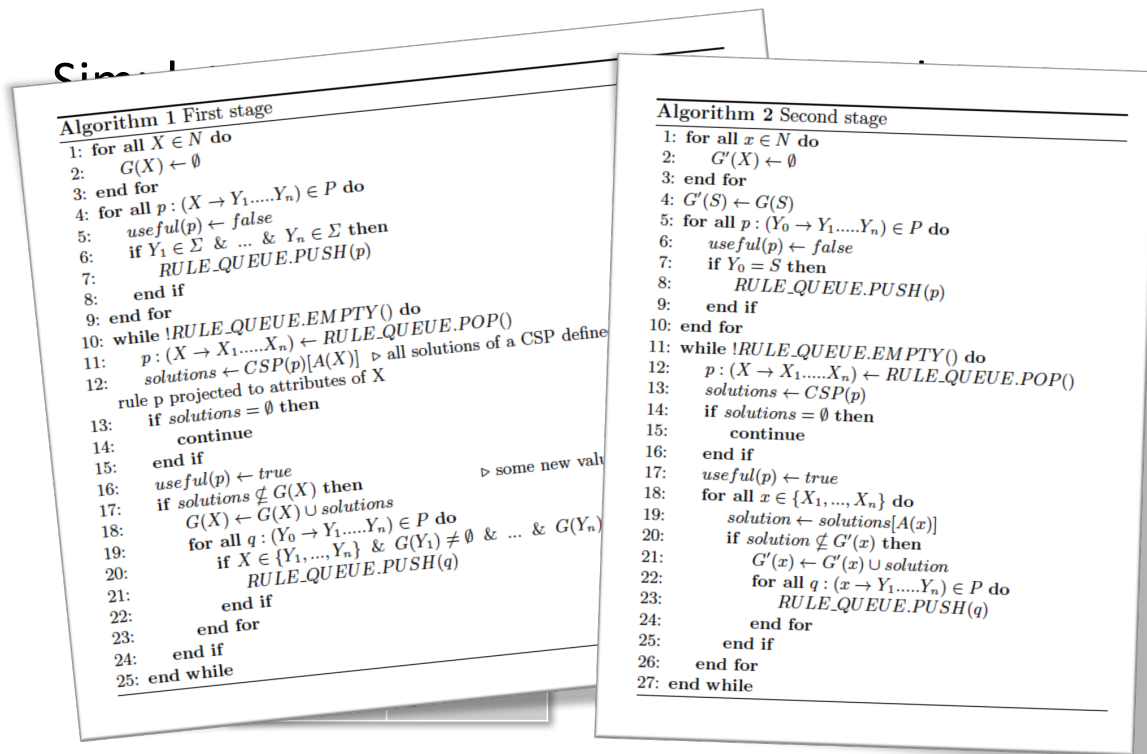 Algorithm 1 First stage
1: for all X ∈ N do
2: G(X) ← ∅
3: end for
4: for all p : (X → Y₁.....Yₙ) ∈ P do
5: useful(p) ← false
6: if Y₁ ∈ Σ & ... & Yₙ ∈ Σ then
7: RULE_QUEUE.PUSH(p)
8: end if
9: end for
10: while !RULE_QUEUE.EMPTY() do
11: p : (X → X₁.....Xₙ) ← RULE_QUEUE.POP()
12: solutions ← CSP(p)[A(X)] ▷ all solutions of a CSP define
rule p projected to attributes of X
13: if solutions = ∅ then
14: continue
15: end if
16: useful(p) ← true ▷ some new valu
17: if solutions ⊈ G(X) then
18: G(X) ← G(X) ∪ solutions
19: for all q : (Y₀ → Y₁.....Yₙ) ∈ P do
20: if X ∈ {Y₁, ..., Yₙ} & G(Y₁) ≠ ∅ & ... & G(Yₙ)
21: RULE_QUEUE.PUSH(q)
22: end if
23: end for
24: end if
25: end while
Algorithm 2 Second stage
1: for all x ∈ N do
2: G′(X) ← ∅
3: end for
4: G′(S) ← G(S)
5: for all p : (Y₀ → Y₁.....Yₙ) ∈ P do
6: useful(p) ← false
7: if Y₀ = S then
8: RULE_QUEUE.PUSH(p)
9: end if
10: end for
11: while !RULE_QUEUE.EMPTY() do
12: p : (X → X₁.....Xₙ) ← RULE_QUEUE.POP()
13: solutions ← CSP(p)
14: if solutions = ∅ then
15: continue
16: end if
17: useful(p) ← true
18: for all x ∈ {X₁, ..., Xₙ} do
19: solution ← solutions[A(x)]
20: if solution ⊈ G′(x) then
21: G′(x) ← G′(x) ∪ solution
22: for all q : (x → Y₁.....Yₙ) ∈ P do
23: RULE_QUEUE.PUSH(q)
24: end for
25: end if
26: end for
27: end while